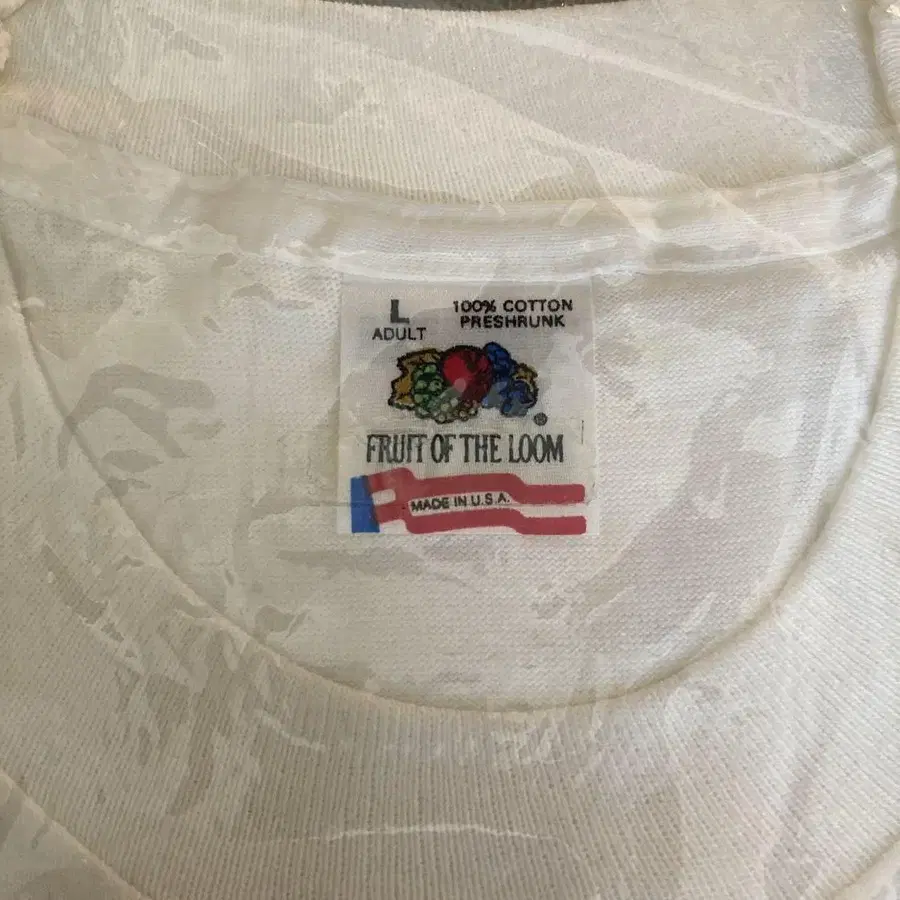 L
ADULT
100% COTTON
PRESHRUNK
®
FRUIT OF THE LOOM
MADE IN U.S.A.